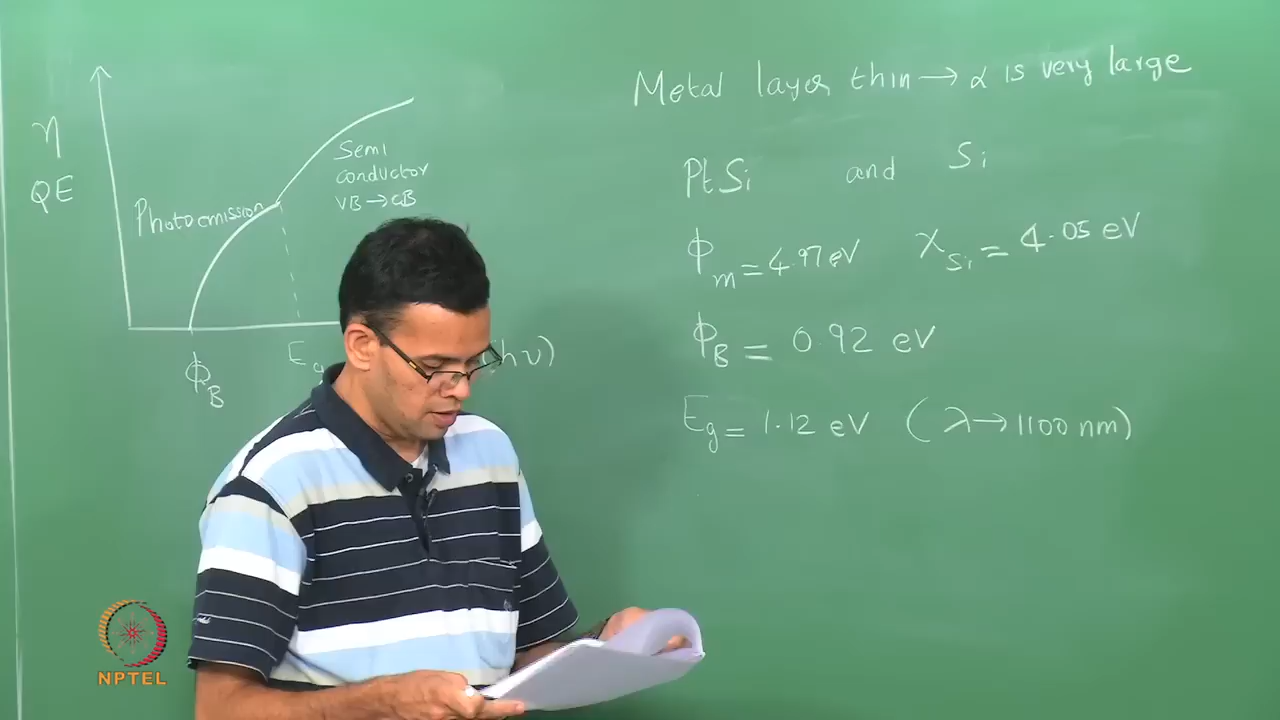 η
QE
Photoemission
Semi
conductor
VB→CB
ϕB
Eg
(hν)
Metal layer thin → α is very large
PtSi and Si
ϕm = 4.97 eV χSi = 4.05 eV
ϕB = 0.92 eV
Eg = 1.12 eV (λ→1100 nm)
NPTEL